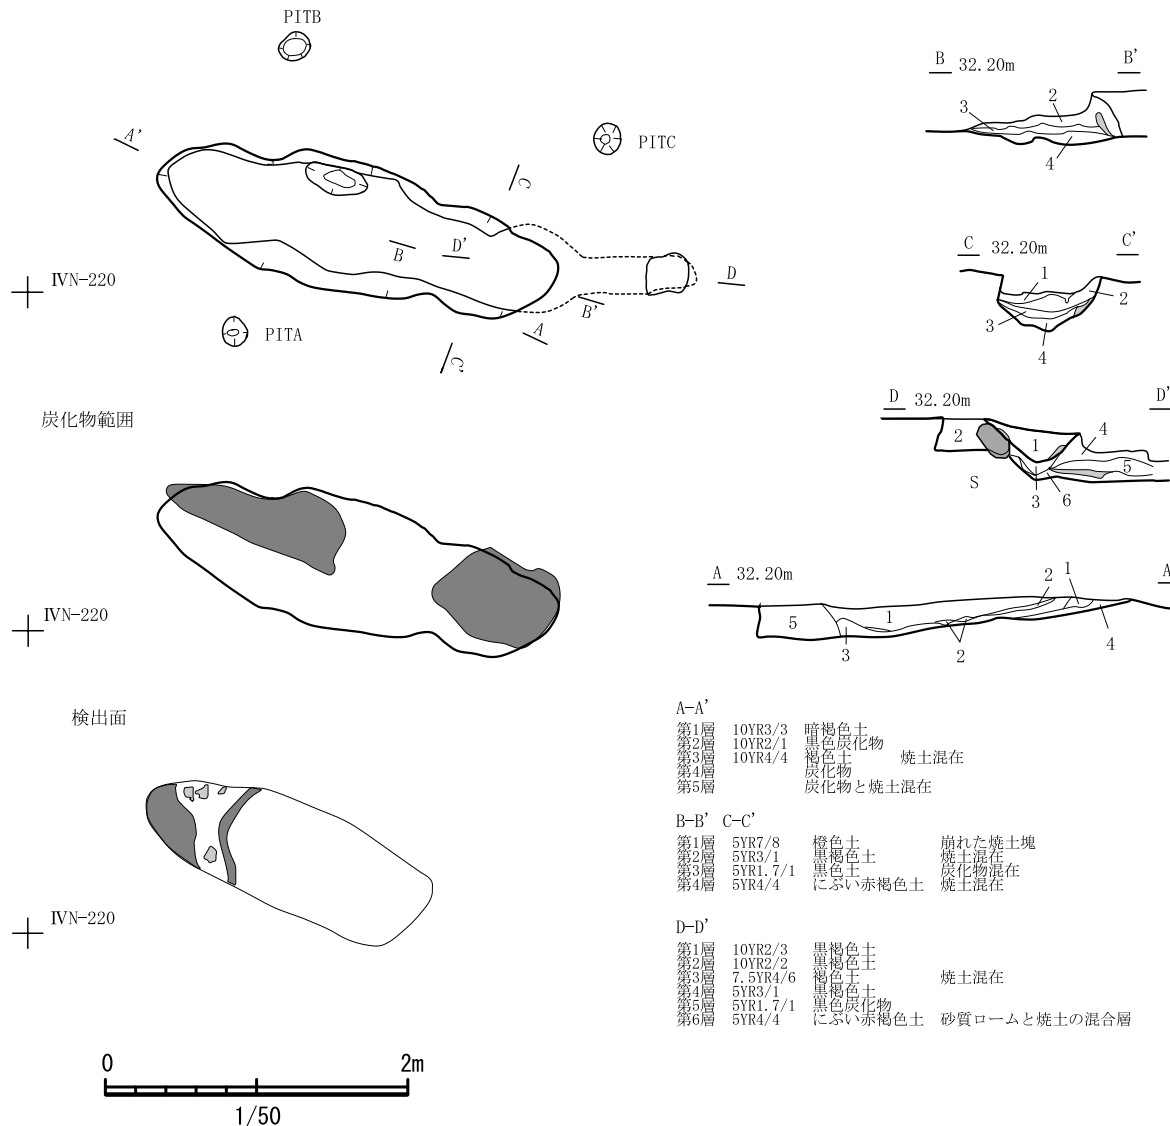 PITB
A'
PITC
C
B
D'
D
IVN-220
B'
A
PITA
C'
炭化物範囲
IVN-220
検出面
IVN-220
0 2m
1/50
B 32.20m B'
3 2
4
C 32.20m C'
1
2
3
4
D 32.20m D'
2 1 4
5
S
3 6
A 32.20m A
2 1
5 1
3 2 4
A-A'
第1層 10YR3/3 暗褐色土
第2層 10YR2/1 黒色炭化物
第3層 10YR4/4 褐色土 焼土混在
第4層 炭化物
第5層 炭化物と焼土混在
B-B' C-C'
第1層 5YR7/8 橙色土 崩れた焼土塊
第2層 5YR3/1 黒褐色土 焼土混在
第3層 5YR1.7/1 黒色土 炭化物混在
第4層 5YR4/4 にぶい赤褐色土 焼土混在
D-D'
第1層 10YR2/3 黒褐色土
第2層 10YR2/2 黒褐色土
第3層 7.5YR4/6 褐色土 焼土混在
第4層 5YR3/1 黒褐色土
第5層 5YR1.7/1 黒色炭化物
第6層 5YR4/4 にぶい赤褐色土 砂質ロームと焼土の混合層